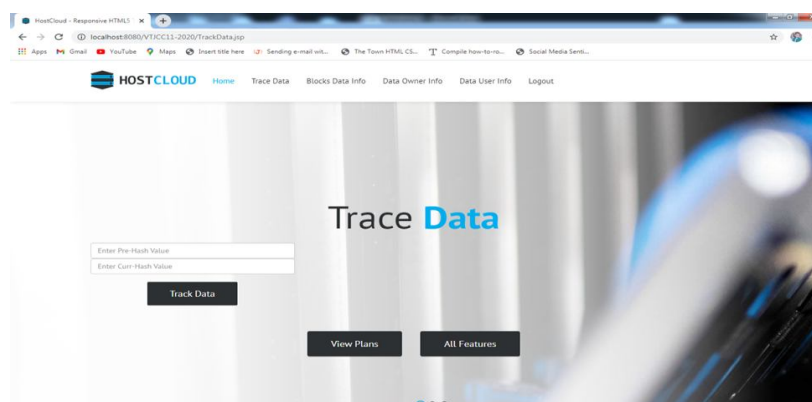 HostCloud - Responsive HTML5
localhost:8080/VTJCC11-2020/TrackData.jsp
Apps Gmail YouTube Maps Insert title here Sending e-mail wit... The Town HTML CS... Compile how-to-ro... Social Media Senti...
HOSTCLOUD Home Trace Data Blocks Data Info Data Owner Info Data User Info Logout
Trace Data
Enter Pre-Hash Value
Enter Curr-Hash Value
Track Data
View Plans All Features